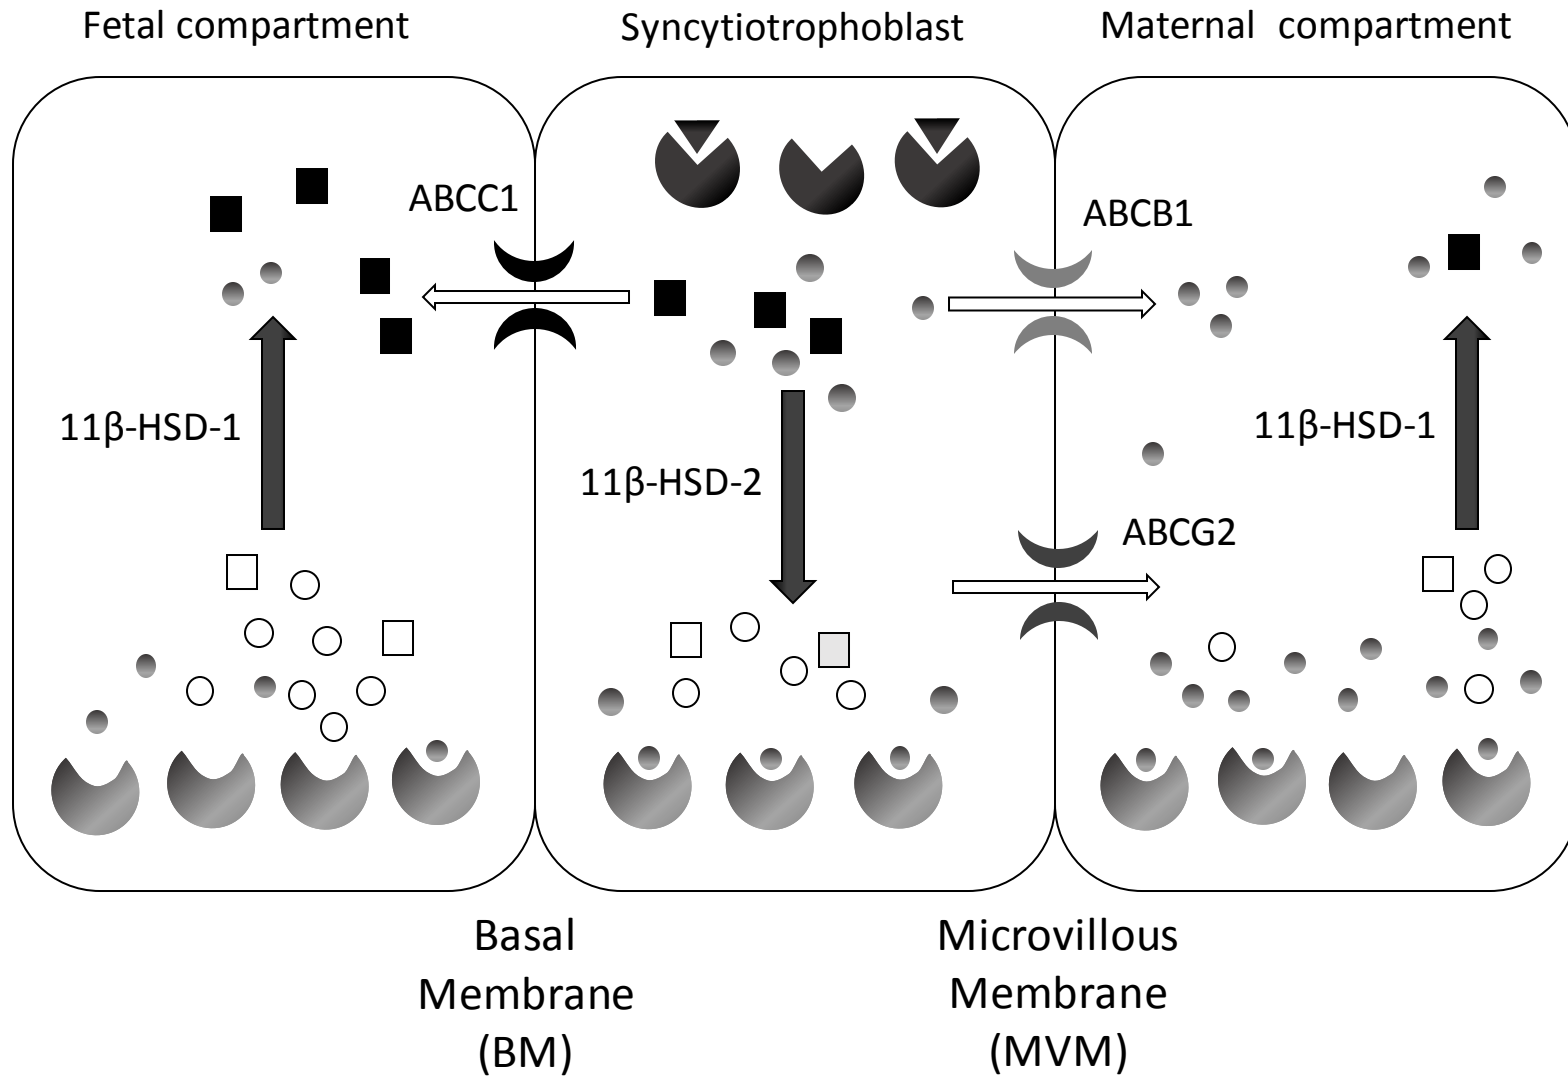 Fetal compartment
Syncytiotrophoblast
Maternal compartment
ABCC1
ABCB1
11β-HSD-1
11β-HSD-2
11β-HSD-1
ABCG2
Basal
Membrane
(BM)
Microvillous
Membrane
(MVM)